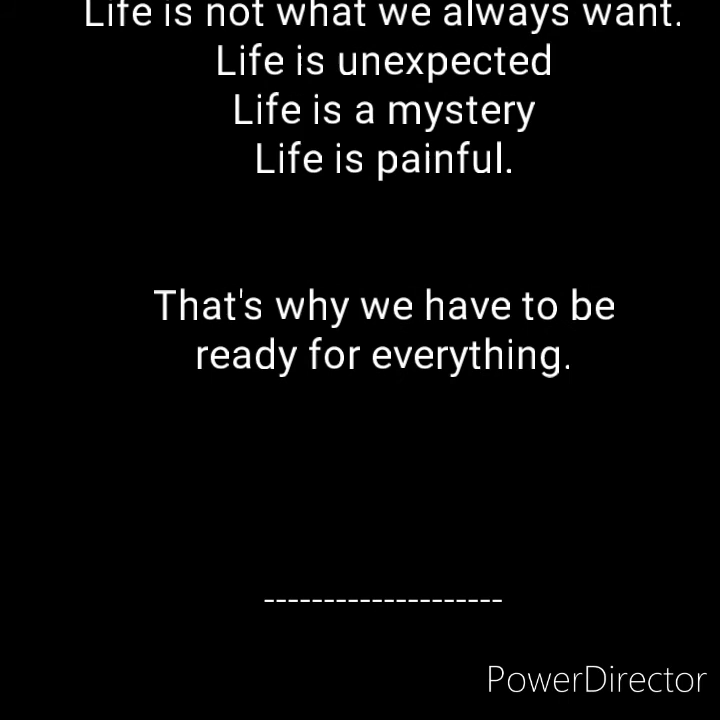 Life is not what we always want.
Life is unexpected
Life is a mystery
Life is painful.
That's why we have to be
ready for everything.
--------------------
PowerDirector